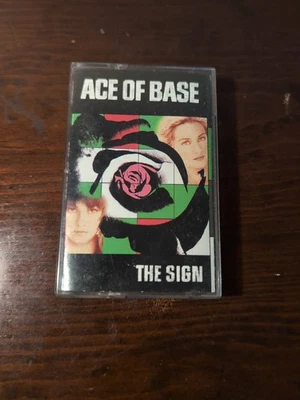 ACE OF BASE
THE SIGN